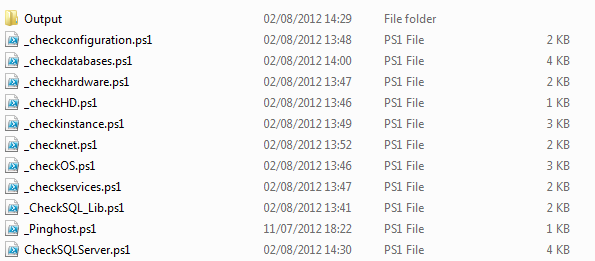 Output 02/08/2012 14:29 File folder
_checkconfiguration.ps1 02/08/2012 13:48 PS1 File 2 KB
_checkdatabases.ps1 02/08/2012 14:00 PS1 File 4 KB
_checkhardware.ps1 02/08/2012 13:47 PS1 File 2 KB
_checkHD.ps1 02/08/2012 13:46 PS1 File 1 KB
_checkinstance.ps1 02/08/2012 13:49 PS1 File 3 KB
_checknet.ps1 02/08/2012 13:52 PS1 File 2 KB
_checkOS.ps1 02/08/2012 13:46 PS1 File 3 KB
_checkservices.ps1 02/08/2012 13:47 PS1 File 2 KB
_CheckSQL_Lib.ps1 02/08/2012 13:41 PS1 File 2 KB
_Pinghost.ps1 11/07/2012 18:22 PS1 File 1 KB
CheckSQLServer.ps1 02/08/2012 14:30 PS1 File 4 KB